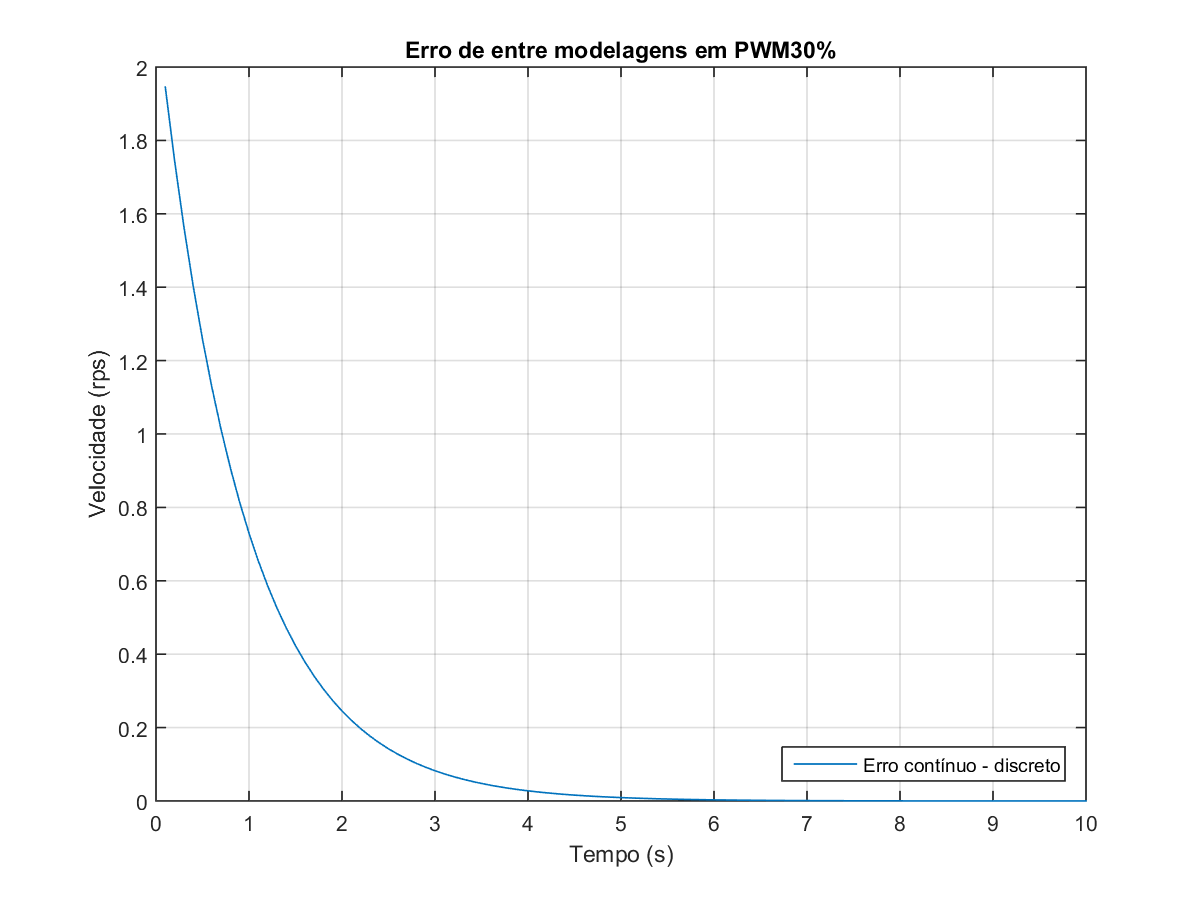 Erro de entre modelagens em PWM30%
2
1.8
1.6
1.4
1.2
1
0.8
0.6
0.4
0.2
0
Velocidade (rps)
Erro contínuo - discreto
0 1 2 3 4 5 6 7 8 9 10
Tempo (s)